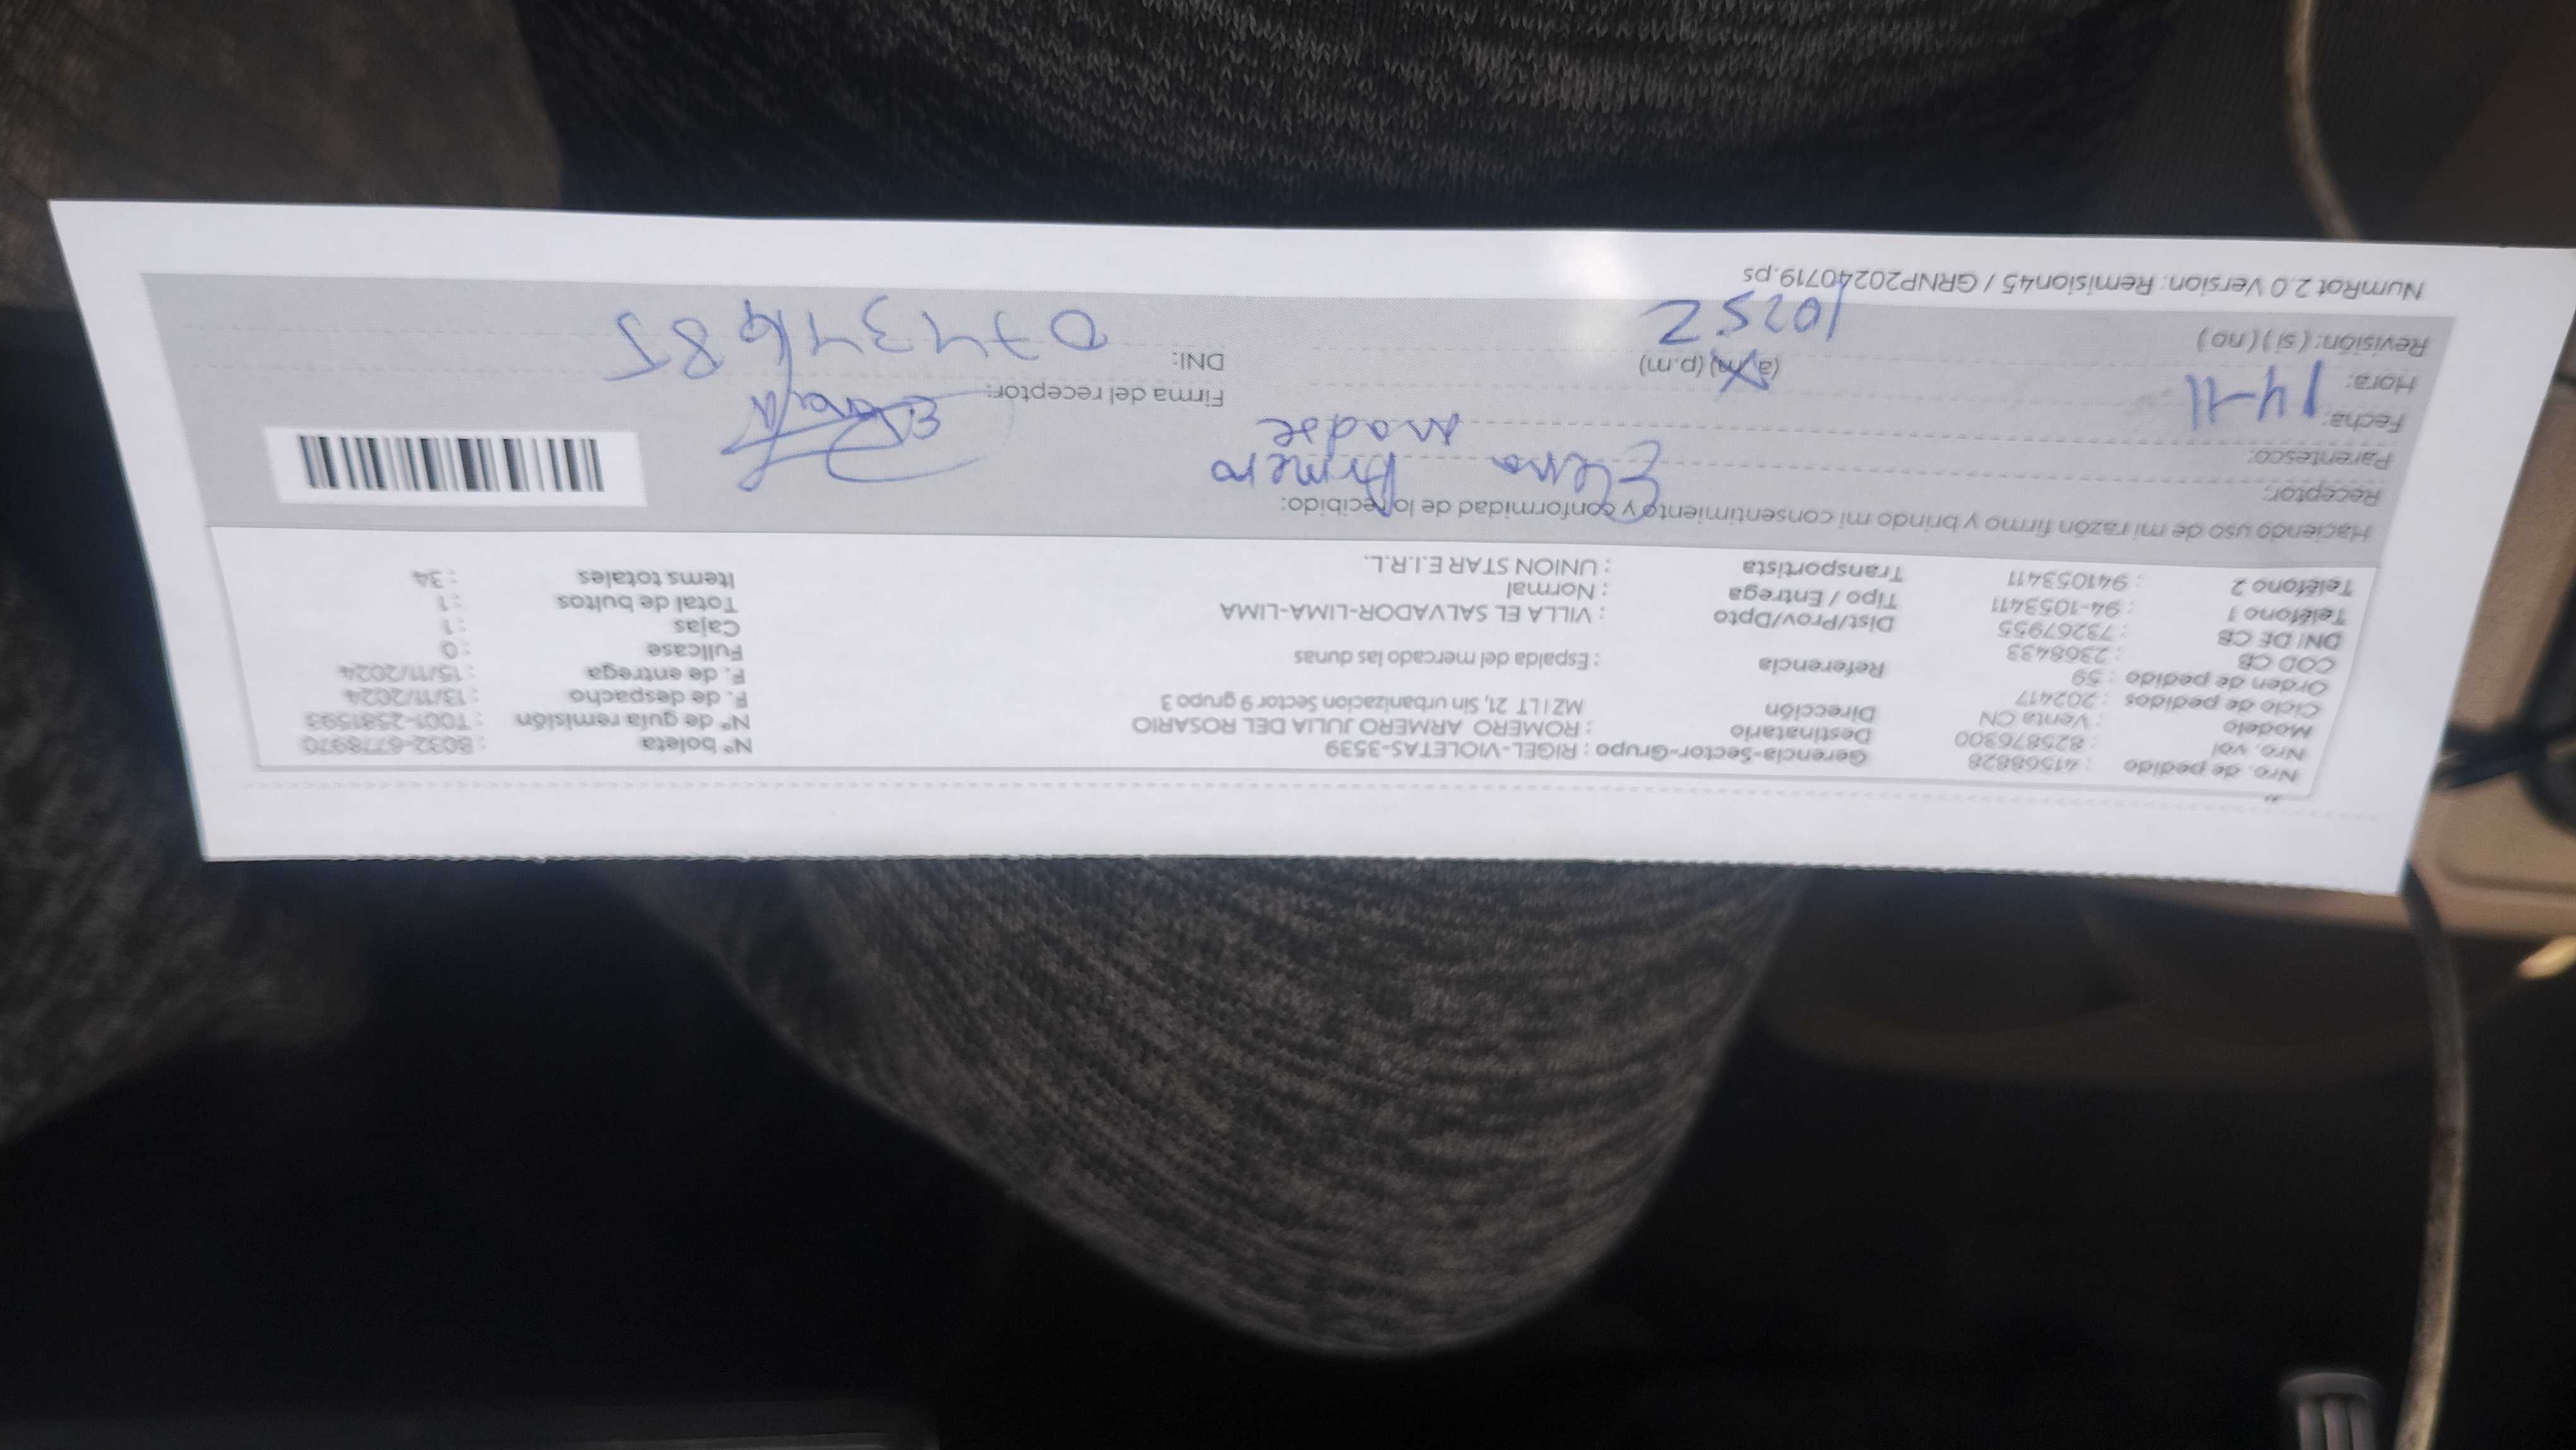 Nro. de pedido : 41568828
Nro. vol : 825876300
Modelo : Venta CN
Ciclo de pedidos : 202417
Orden de pedido : 59
COD CB : 2368433
DNI DE CB : 73267955
Teléfono 1 : 94-1053411
Teléfono 2 : 941053411
Gerencia-Sector-Grupo : RIGEL-VIOLETAS-3539
Destinatario : ROMERO ARMERO JULIA DEL ROSARIO
Dirección MZ I LT 21, Sin urbanizacion Sector 9 grupo 3
Referencia : Espalda del mercado las dunas
Dist/Prov/Dpto : VILLA EL SALVADOR-LIMA-LIMA
Tipo / Entrega : Normal
Transportista : UNION STAR E.I.R.L.
N° boleta : B032-6778970
N° de guía remisión : T001-2581593
F. de despacho : 13/11/2024
F. de entrega : 15/11/2024
Fullcase : 0
Cajas : 1
Total de bultos : 1
Items totales : 34
Haciendo uso de mi razón firmo y brindo mi consentimiento y conformidad de lo recibido:
Receptor: Elena Armero
Parentesco: madre
Fecha: 14-11
Hora: (a.m) (p.m)
Revisión: (si) (no) 10:52
Firma del receptor:
DNI: 07434685
NumRot 2.0 Version: Remision45 / GRNP20240719.ps